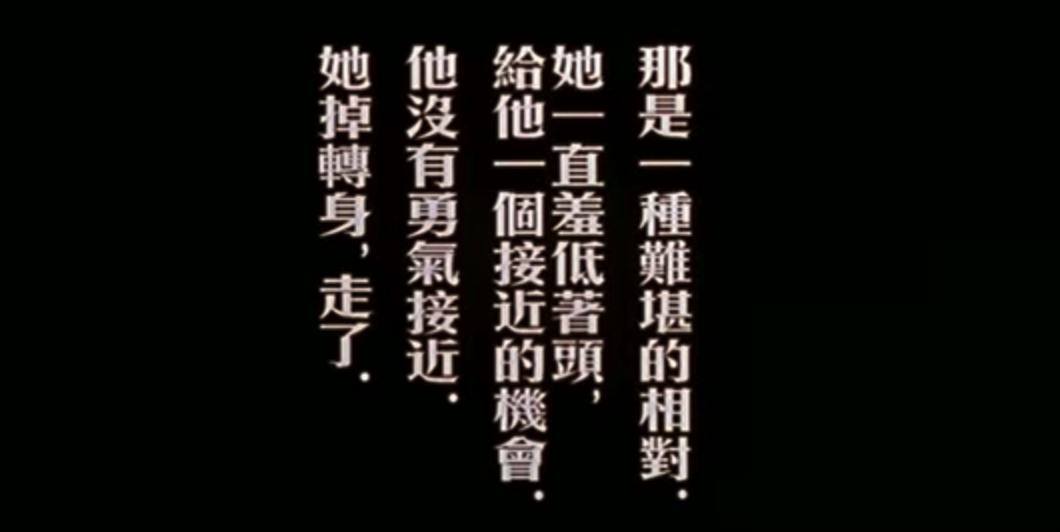 那是一種難堪的相對.
她一直羞低著頭,
給他一個接近的機會.
他沒有勇氣接近.
她掉轉身,走了.